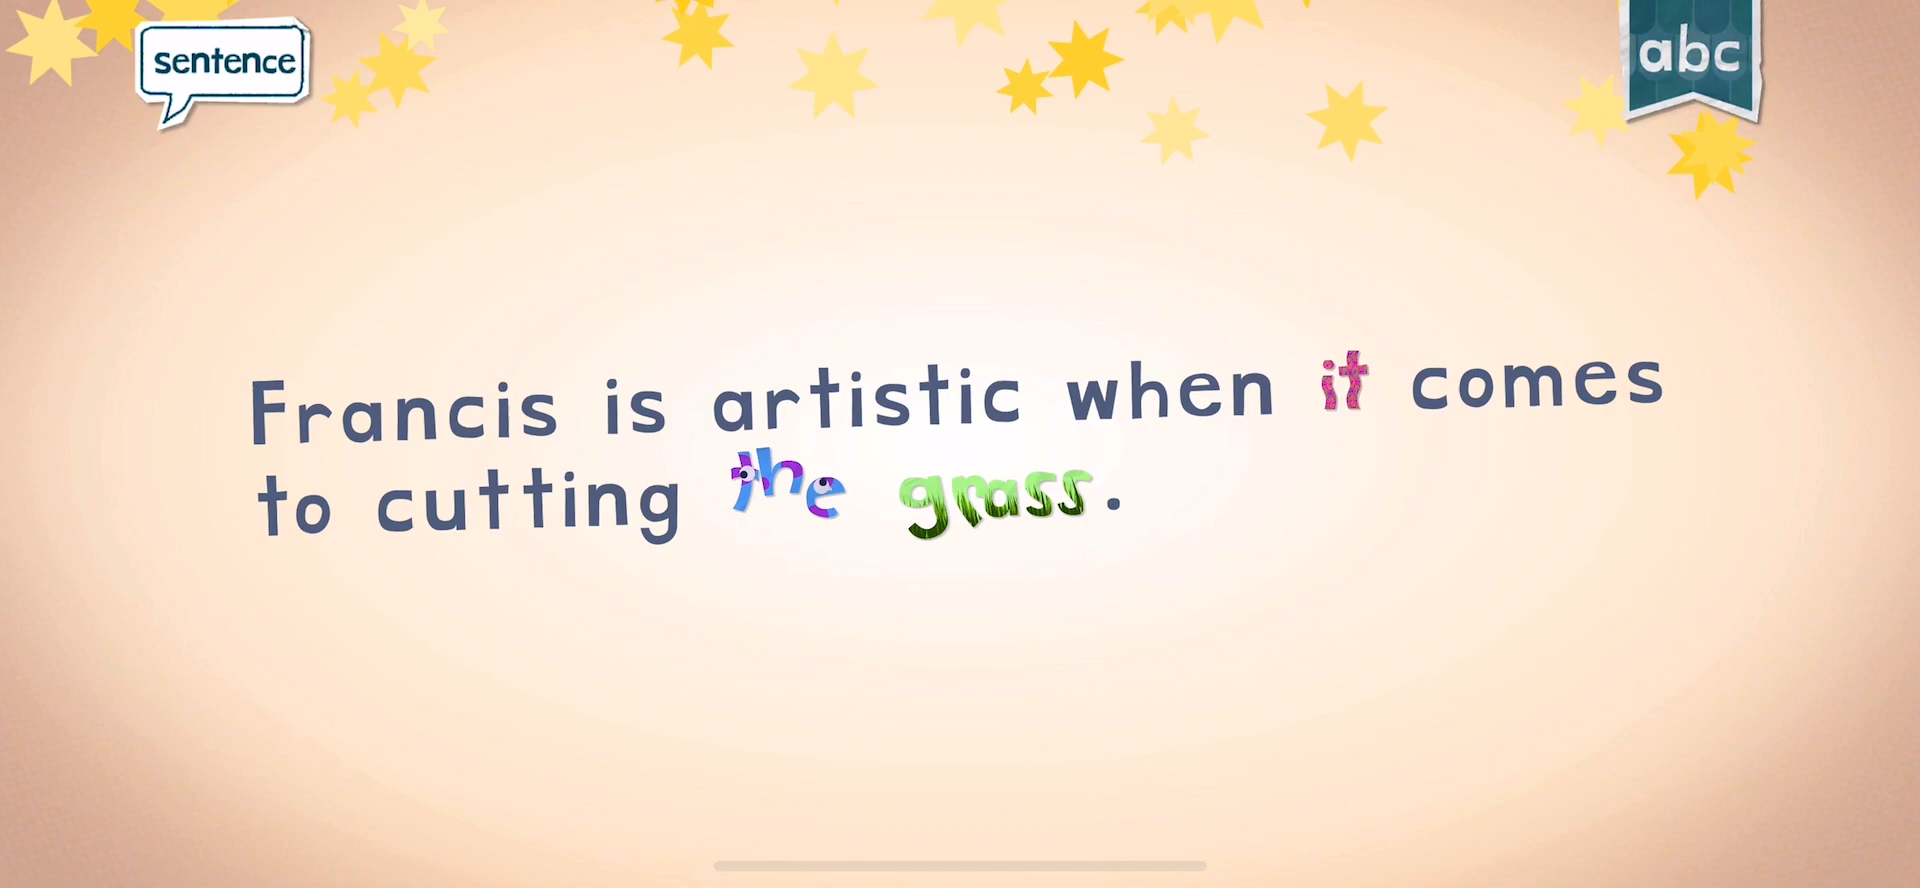 sentence
abc
Francis is artistic when it comes
to cutting the grass.